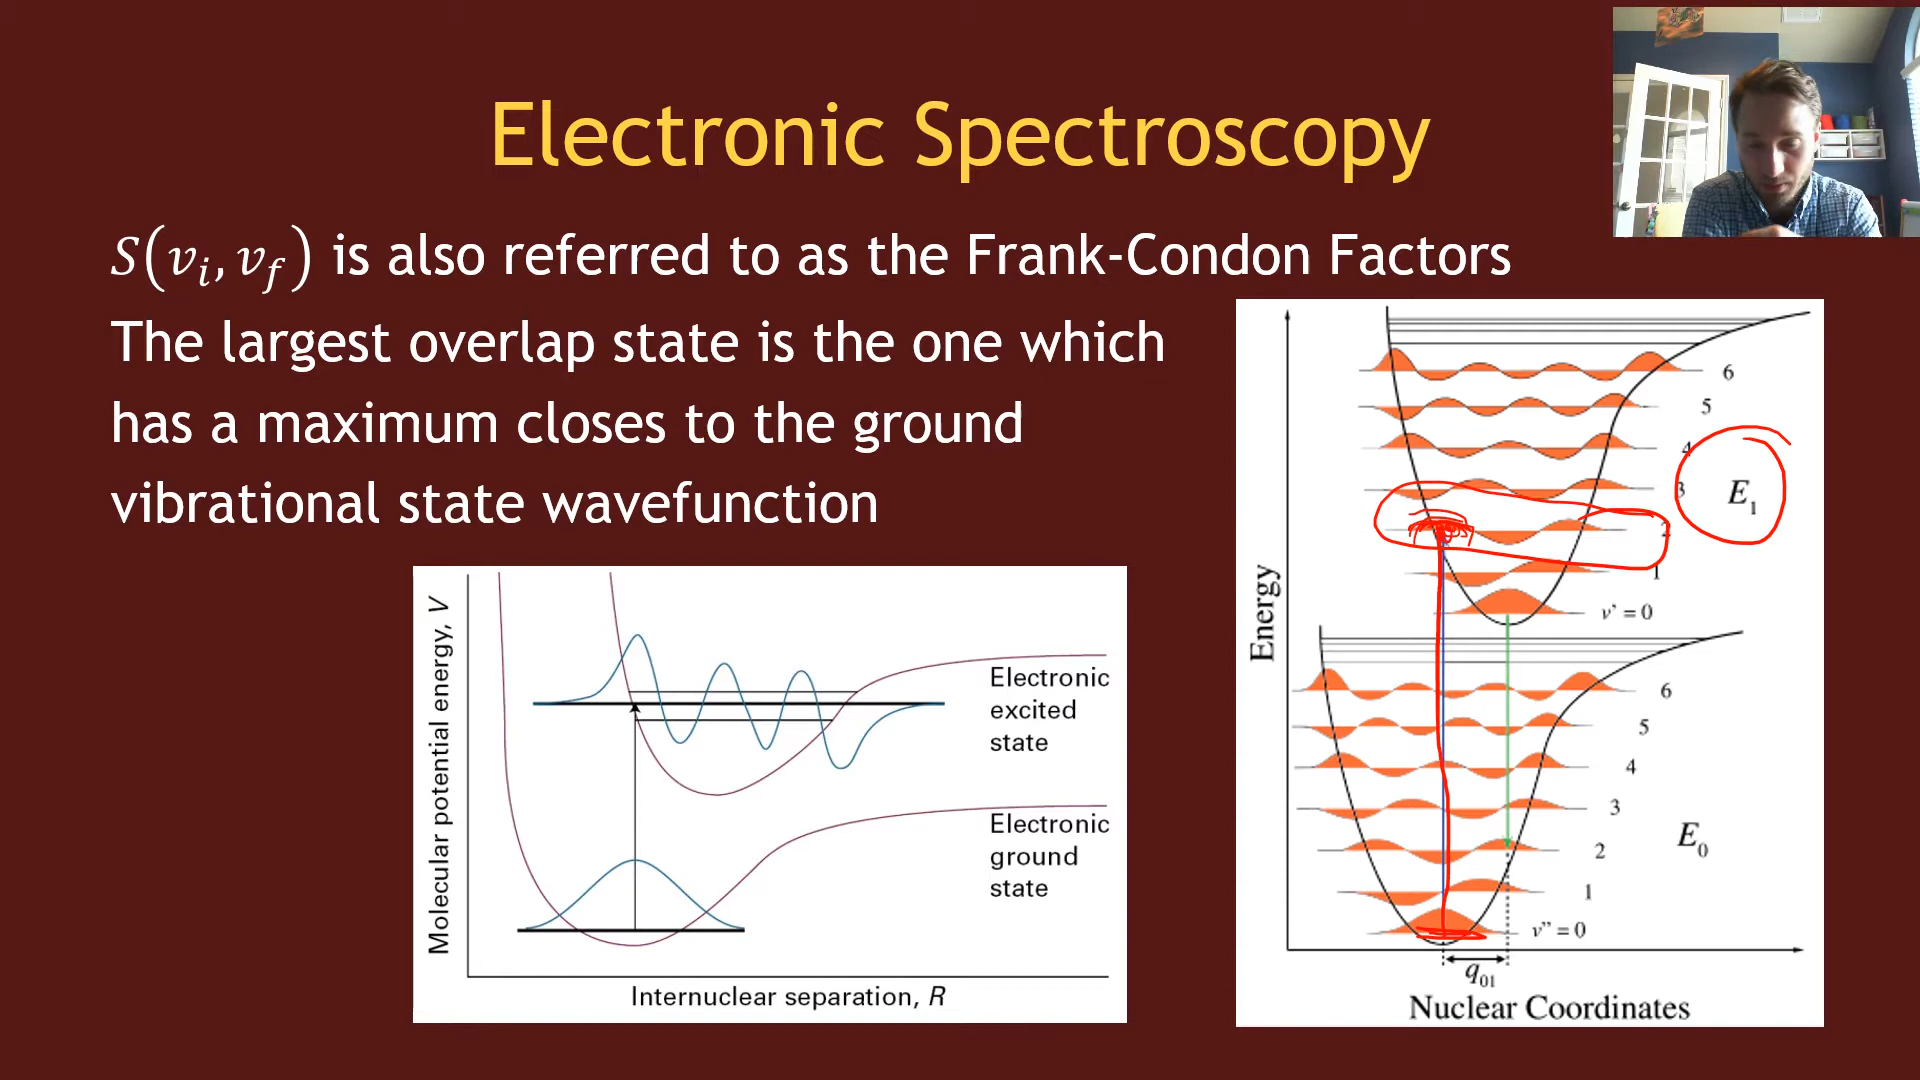 Electronic Spectroscopy
S(v_i, v_f) is also referred to as the Frank-Condon Factors
The largest overlap state is the one which
has a maximum closes to the ground
vibrational state wavefunction
Molecular potential energy, V
Electronic
excited
state
Electronic
ground
state
Internuclear separation, R
Energy
6
5
4
3
E₁
2
1
v' = 0
6
5
4
3
E₀
2
1
v'' = 0
q₀₁
Nuclear Coordinates